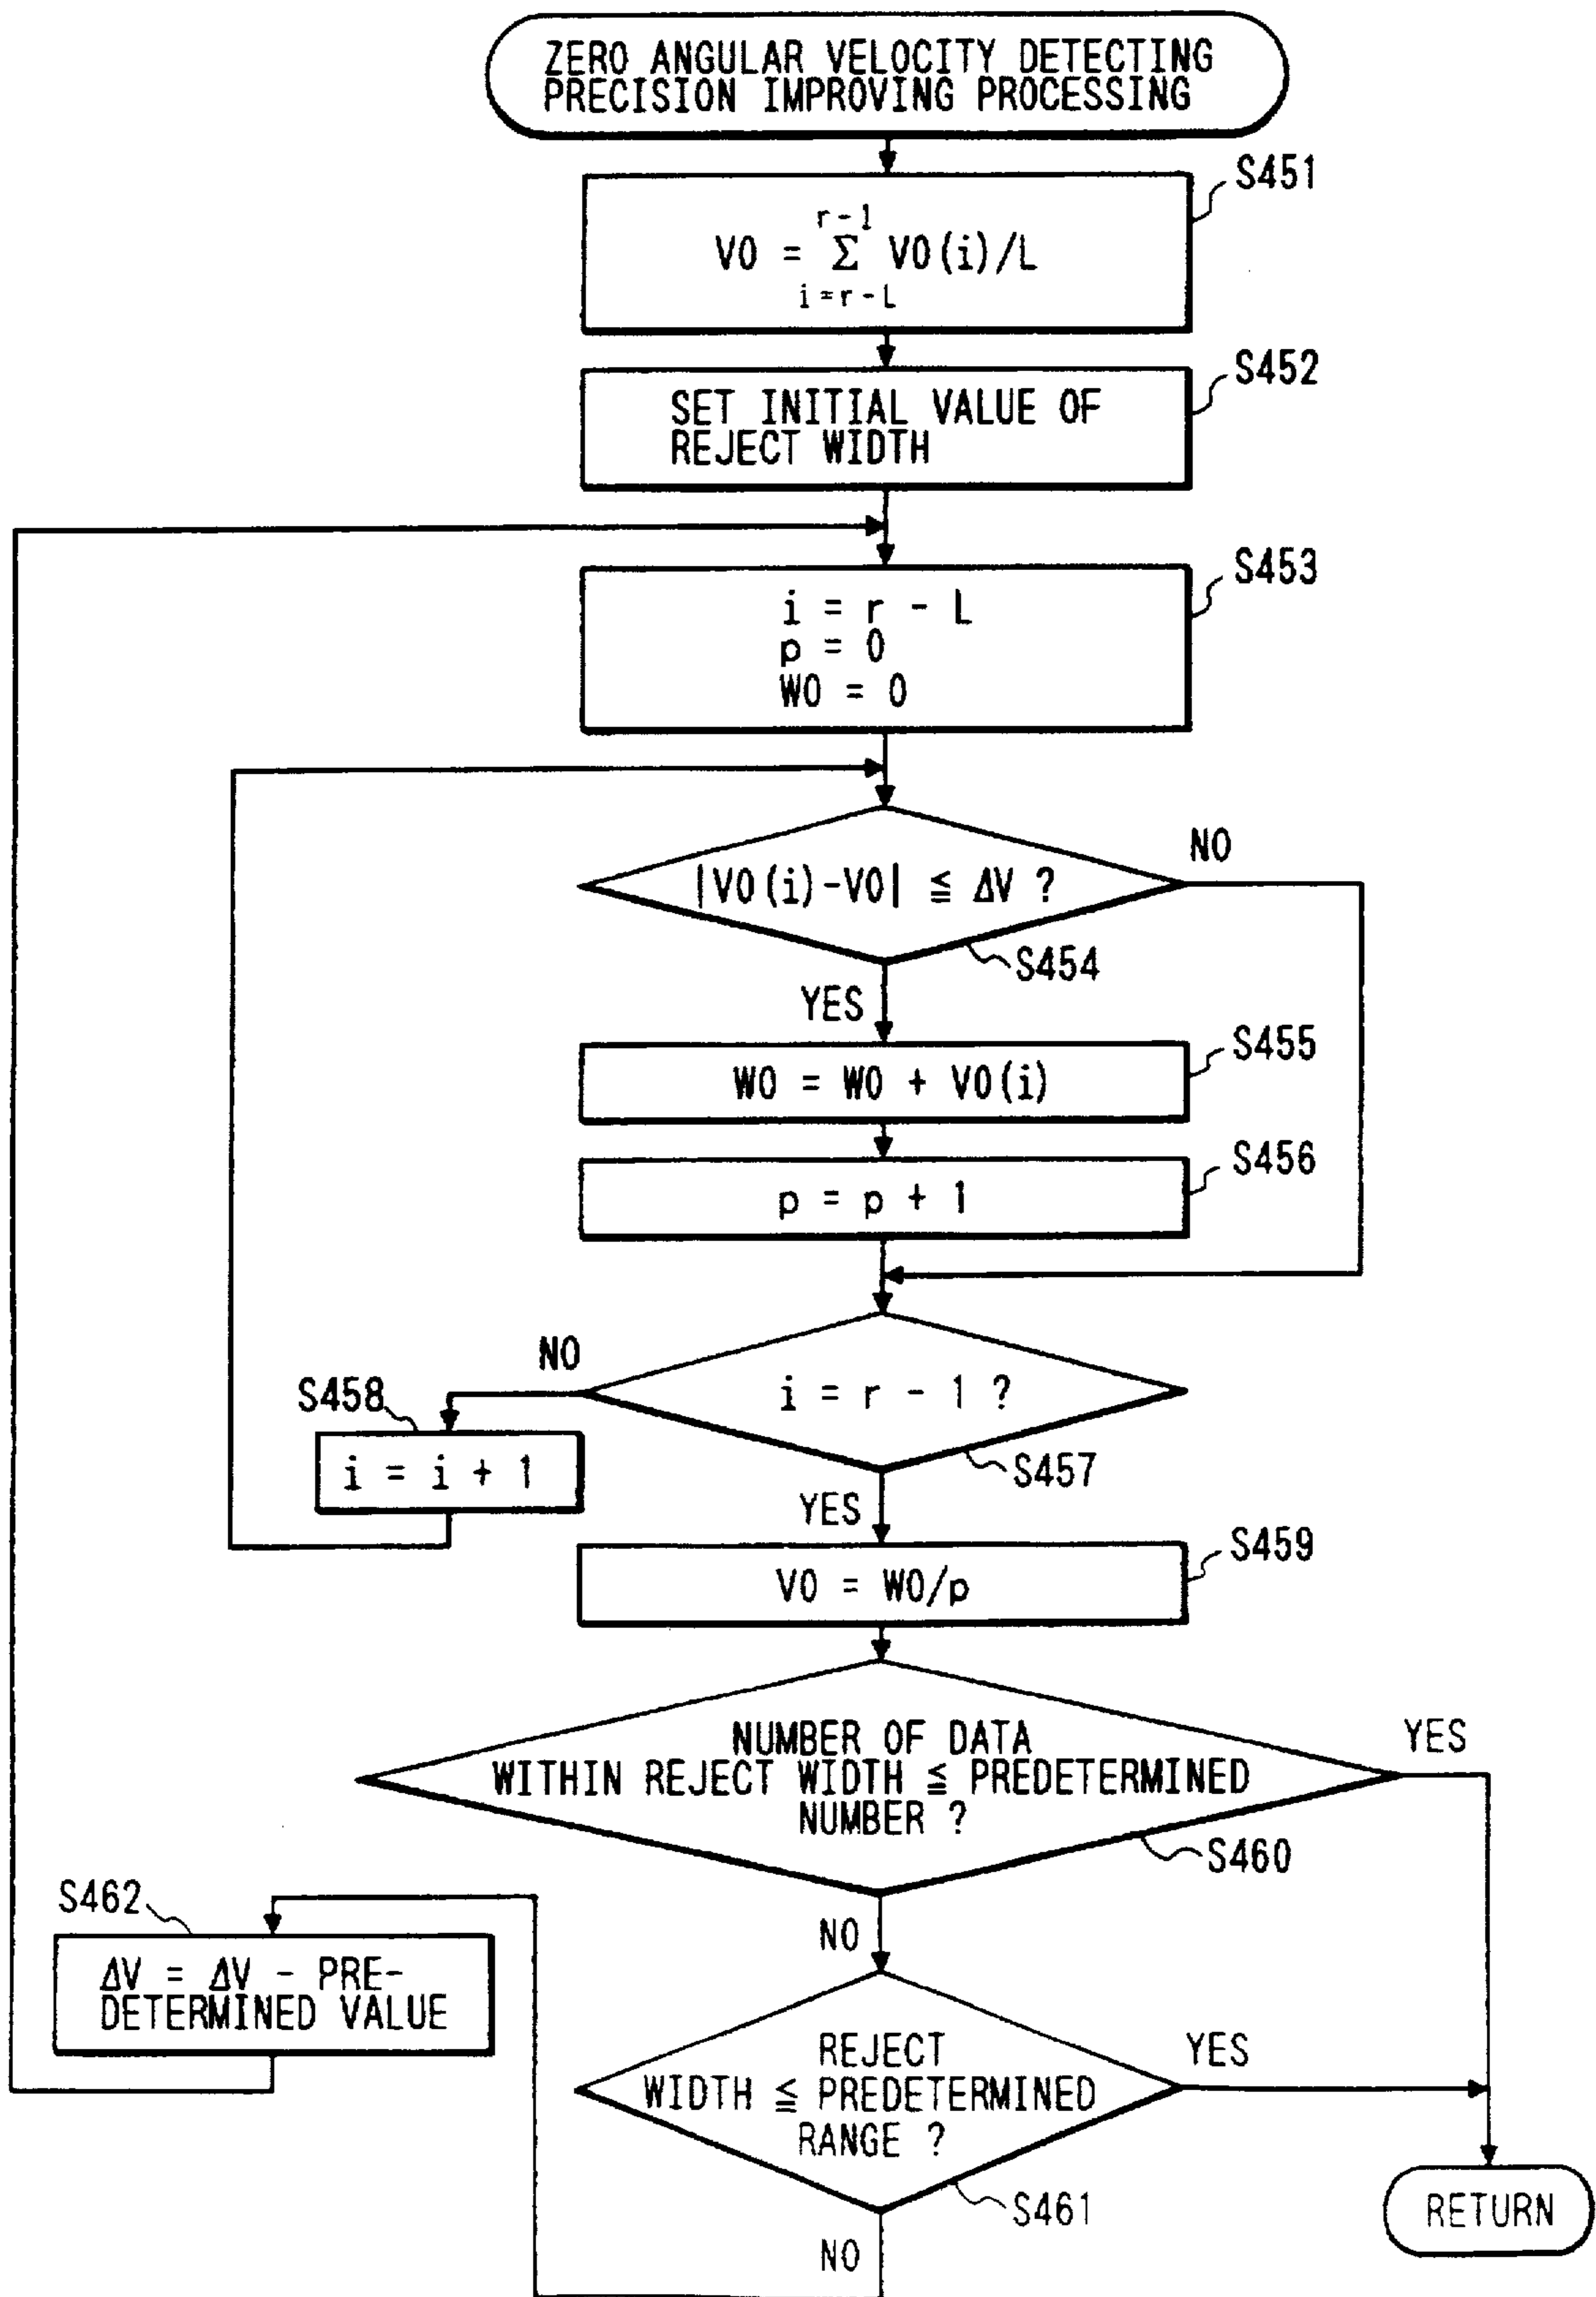 ZERO ANGULAR VELOCITY DETECTING
PRECISION IMPROVING PROCESSING
S451
r-1
V0 = Σ V0(i)/L
i=r-L
S452
SET INITIAL VALUE OF
REJECT WIDTH
S453
i = r - L
p = 0
W0 = 0
NO
|V0(i)-V0| ≦ ΔV ?
S454
YES
S455
W0 = W0 + V0(i)
S456
p = p + 1
NO
i = r - 1 ?
S458
S457
i = i + 1
YES
S459
V0 = W0/p
NUMBER OF DATA
YES
WITHIN REJECT WIDTH ≦ PREDETERMINED
NUMBER ?
S460
S462
NO
ΔV = ΔV - PRE-
DETERMINED VALUE
REJECT
YES
WIDTH ≦ PREDETERMINED
RANGE ?
S461
RETURN
NO